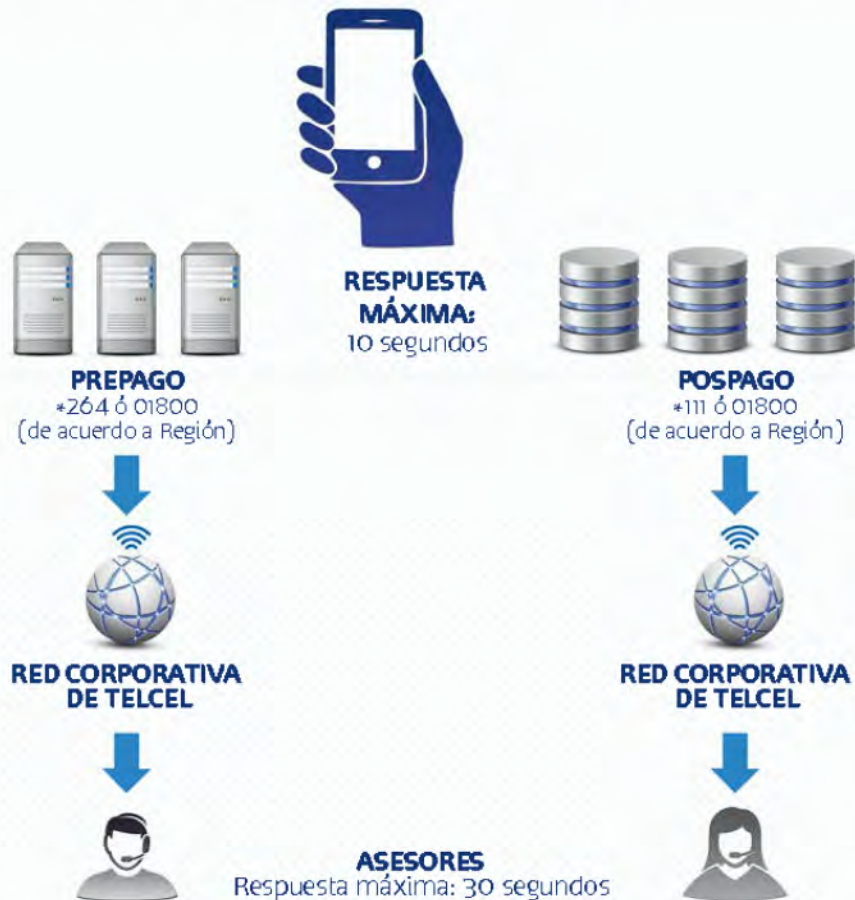 RESPUESTA
MÁXIMA:
10 segundos
PREPAGO
*264 ó 01800
(de acuerdo a Región)
POSPAGO
*111 ó 01800
(de acuerdo a Región)
RED CORPORATIVA
DE TELCEL
RED CORPORATIVA
DE TELCEL
ASESORES
Respuesta máxima: 30 segundos